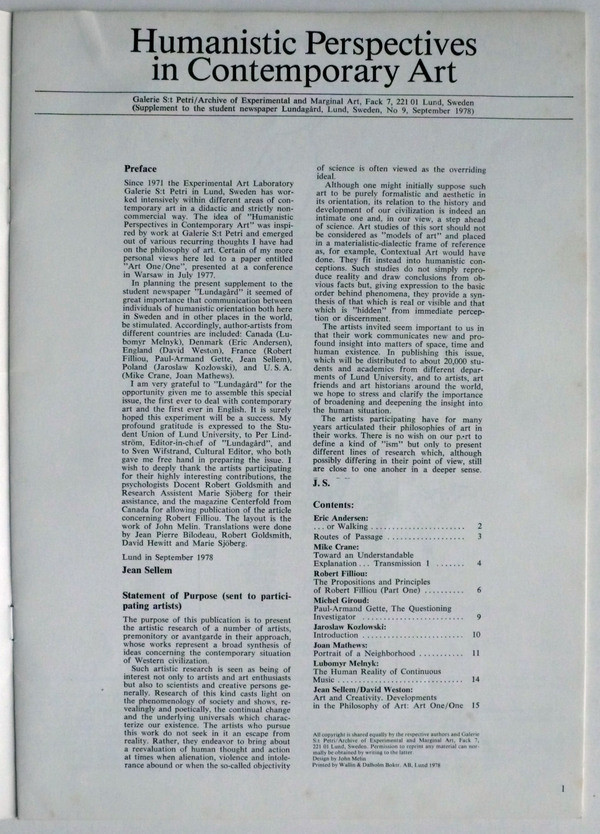 Humanistic Perspectives
in Contemporary Art
Galerie S:t Petri/Archive of Experimental and Marginal Art, Fack 7, 221 01 Lund, Sweden
(Supplement to the student newspaper Lundagård, Lund, Sweden, No 9, September 1978)
Preface
Since 1971 the Experimental Art Laboratory
Galerie S:t Petri in Lund, Sweden has wor-
ked intensively within different areas of con-
temporary art in a didactic and strictly non-
commercial way. The idea of "Humanistic
Perspectives in Contemporary Art" was inspi-
red by work at Galerie S:t Petri and emerged
out of various recurring thoughts I have had
on the philosophy of art. Certain of my more
personal views here led to a paper entitled
"Art One/One", presented at a conference
in Warsaw in July 1977.
In planning the present supplement to the
student newspaper "Lundagård" it seemed of
great importance that communication between
individuals of humanistic orientation both here
in Sweden and in other places in the world,
be stimulated. Accordingly, author-artists from
different countries are included: Canada (Lu-
bomyr Melnyk), Denmark (Eric Andersen),
England (David Weston), France (Robert
Filliou, Paul-Armand Gette, Jean Sellem),
Poland (Jaroslaw Kozlowski), and U.S.A.
(Mike Crane, Joan Mathews).
I am very grateful to "Lundagård" for the
opportunity given me to assemble this special
issue, the first ever to deal with contemporary
art and the first ever in English. It is surely
hoped this experiment will be a success. My
profound gratitude is expressed to the Stu-
dent Union of Lund University, to Per Lind-
ström, Editor-in-chief of "Lundagård", and
to Sven Wifstrand, Cultural Editor, who both
gave me free hand in preparing the issue. I
wish to deeply thank the artists participating
for their highly interesting contributions, the
psychologists Docent Robert Goldsmith and
Research Assistent Marie Sjöberg for their
assistance, and the magazine Centerfold from
Canada for allowing publication of the article
concerning Robert Filliou. The layout is the
work of John Melin. Translations were done
by Jean Pierre Bilodeau, Robert Goldsmith,
David Hewitt and Marie Sjöberg.
Lund in September 1978
Jean Sellem
Statement of Purpose (sent to partici-
pating artists)
The purpose of this publication is to present
the artistic research of a number of artists,
premonitory or avantgarde in their approach,
whose works represent a broad synthesis of
ideas concerning the contemporary situation
of Western civilization.
Such artistic research is seen as being of
interest not only to artists and art enthusiasts
but also to scientists and creative persons ge-
nerally. Research of this kind casts light on
the phenomenology of society and shows, re-
vealingly and poetically, the continual change
and the underlying universals which charac-
terize our existence. The artists who pursue
this work do not seek in it an escape from
reality. Rather, they endeavor to bring about
a reevaluation of human thought and action
at times when alienation, violence and intole-
rance abound or when the so-called objectivity
of science is often viewed as the overriding
ideal.
Although one might initially suppose such
art to be purely formalistic and aesthetic in
its orientation, its relation to the history and
development of our civilization is indeed an
intimate one and, in our view, a step ahead
of science. Art studies of this sort should not
be considered as "models of art" and placed
in a materialistic-dialectic frame of reference
as, for example, Contextual Art would have
done. They fit instead into humanistic con-
ceptions. Such studies do not simply repro-
duce reality and draw conclusions from ob-
vious facts but, giving expression to the basic
order behind phenomena, they provide a syn-
thesis of that which is real or visible and that
which is "hidden" from immediate percep-
tion or discernment.
The artists invited seem important to us in
that their work communicates new and pro-
found insight into matters of space, time and
human existence. In publishing this issue,
which will be distributed to about 20,000 stu-
dents and academics from different depar-
ments of Lund University, and to artists, art
friends and art historians around the world,
we hope to stress and clarify the importance
of broadening and deepening the insight into
the human situation.
The artists participating have for many
years articulated their philosophies of art in
their works. There is no wish on our part to
define a kind of "ism" but only to present
different lines of research which, although
possibly differing in their point of view, still
are close to one anoher in a deeper sense.
J.S.
Contents:
Eric Andersen:
... or Walking ....................... 2
Routes of Passage ................... 3
Mike Crane:
Toward an Understandable
Explanation... Transmission 1 ....... 4
Robert Filliou:
The Propositions and Principles
of Robert Filliou (Part One) .......... 6
Michel Giroud:
Paul-Armand Gette, The Questioning
Investigator ......................... 9
Jaroslaw Kozlowski:
Introduction ......................... 10
Joan Mathews:
Portrait of a Neighborhood ........... 11
Lubomyr Melnyk:
The Human Reality of Continuous
Music ............................... 14
Jean Sellem/David Weston:
Art and Creativity. Developments
in the Philosophy of Art: Art One/One 15
All copyright is shared equally by the respective authors and Galerie
S:t Petri/Archive of Experimental and Marginal Art, Fack 7,
221 01 Lund, Sweden. Permission to reprint any material can nor-
mally be obtained by writing to the latter.
Design by John Melin
Printed by Wallin & Dalholm Boktr. AB, Lund 1978
1